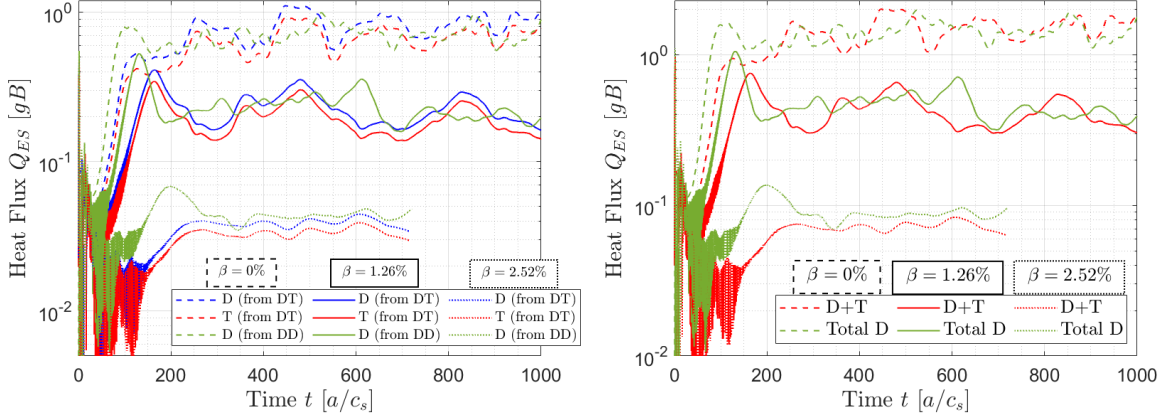 Heat Flux Q_ES [gB]
10^0
10^-1
10^-2
β = 0%
β = 1.26%
β = 2.52%
D (from DT) D (from DT) D (from DT)
T (from DT) T (from DT) T (from DT)
D (from DD) D (from DD) D (from DD)
0 200 400 600 800 1000
Time t [a/c_s]
Heat Flux Q_ES [gB]
10^0
10^-1
10^-2
β = 0%
β = 1.26%
β = 2.52%
D+T D+T D+T
Total D Total D Total D
0 200 400 600 800 1000
Time t [a/c_s]